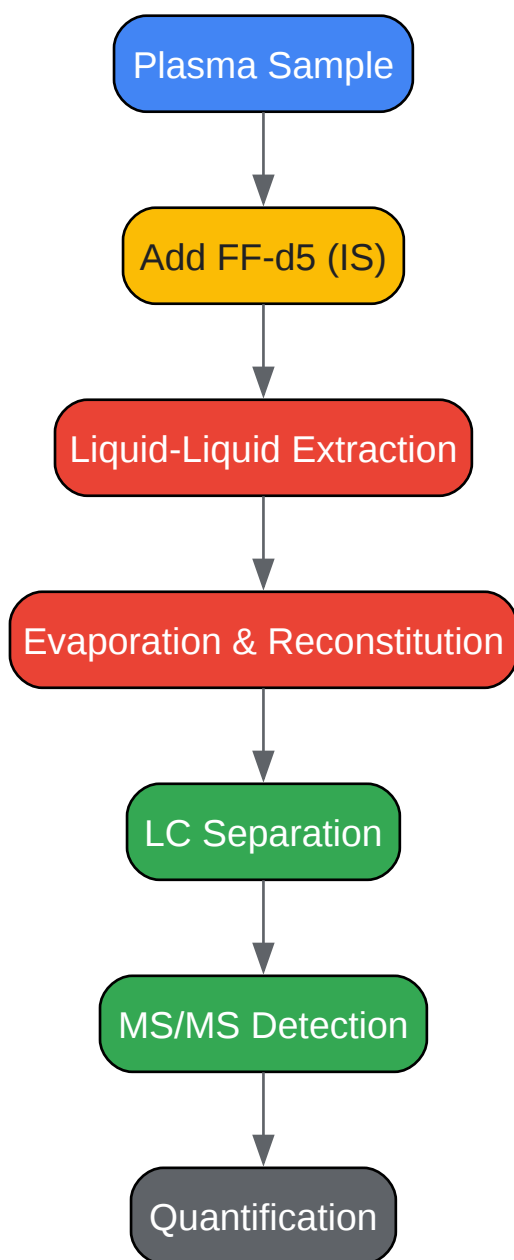 Plasma Sample
Add FF-d5 (IS)
Liquid-Liquid Extraction
Evaporation & Reconstitution
LC Separation
MS/MS Detection
Quantification